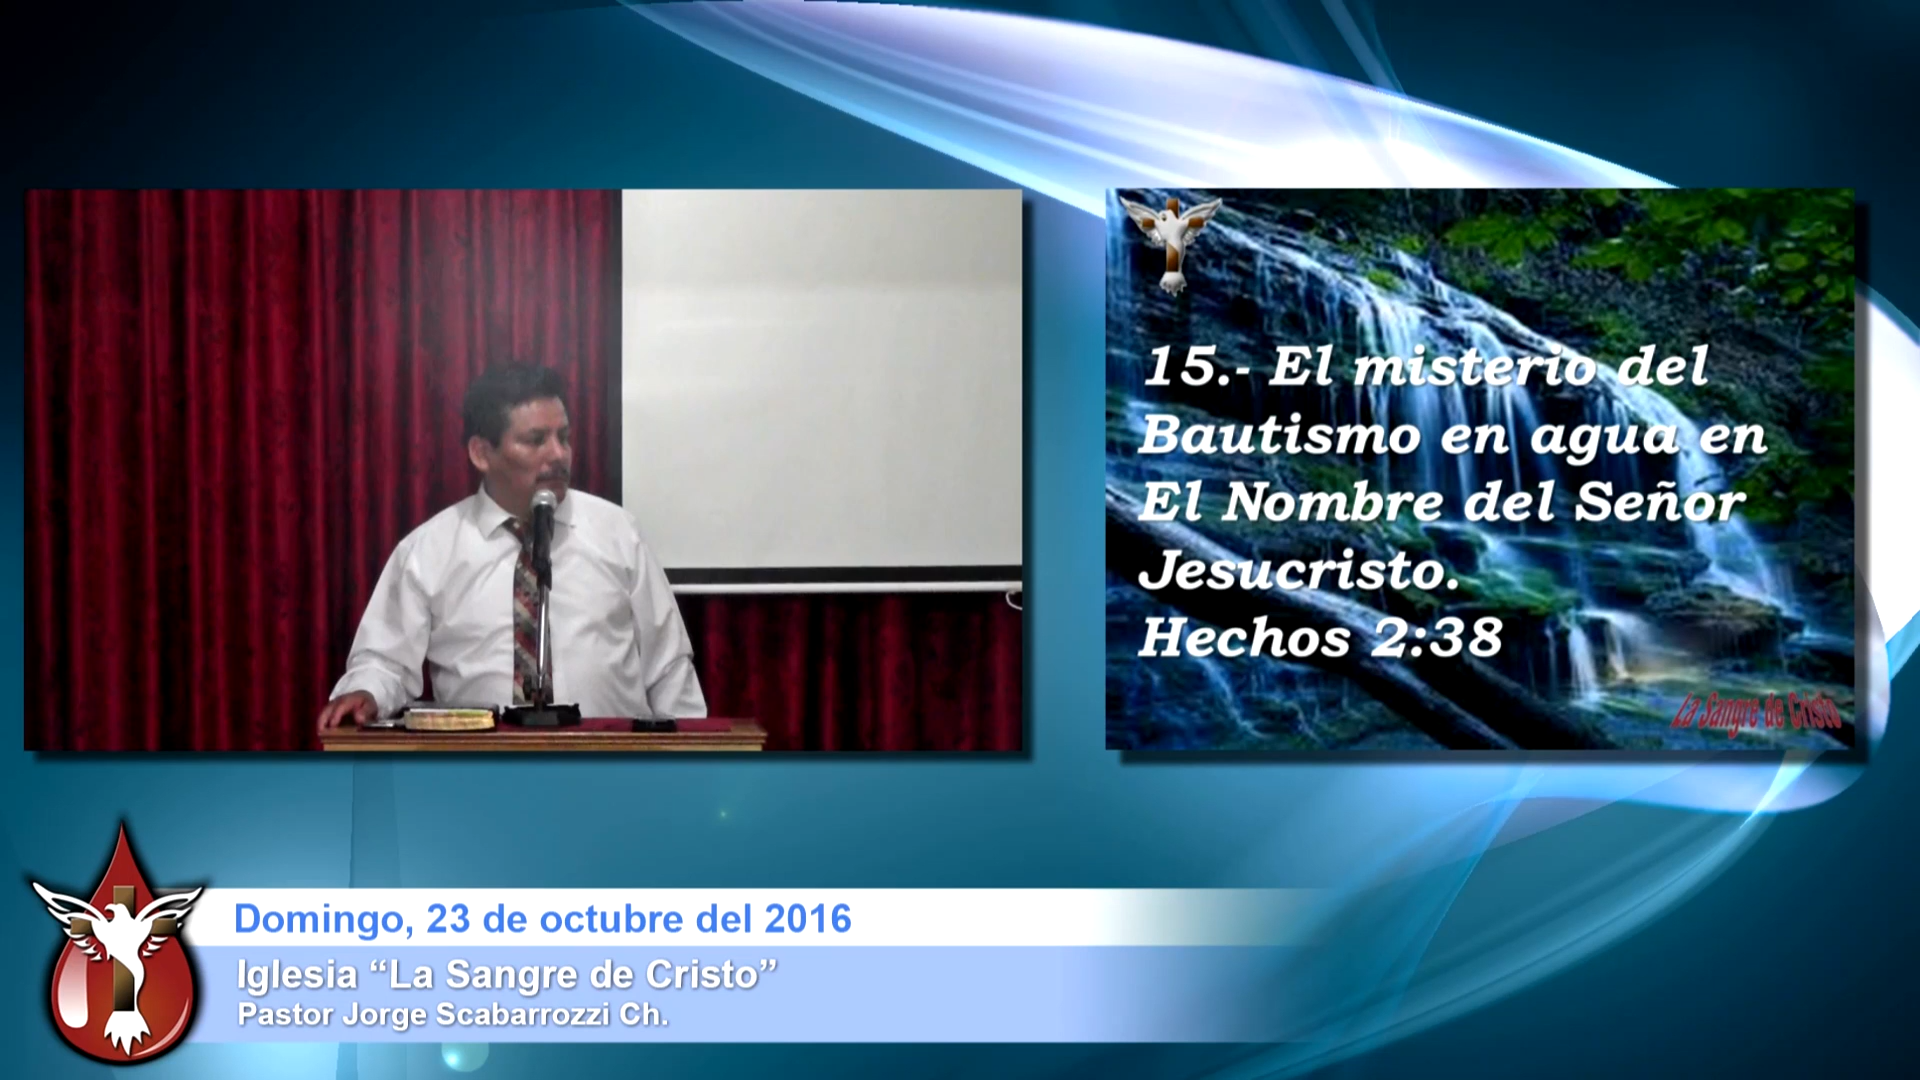 15.- El misterio del
Bautismo en agua en
El Nombre del Señor
Jesucristo.
Hechos 2:38
La Sangre de Cristo
Domingo, 23 de octubre del 2016
Iglesia “La Sangre de Cristo”
Pastor Jorge Scabarrozzi Ch.